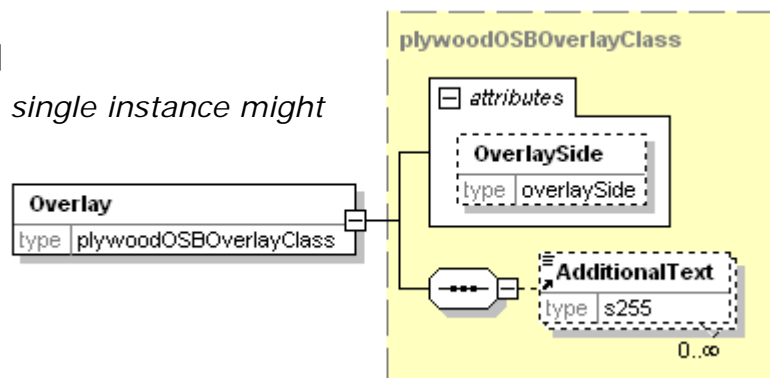 plywoodOSBOverlayClass
single instance might
attributes
OverlaySide
type overlaySide
Overlay
type plywoodOSBOverlayClass
AdditionalText
type s255
0..∞